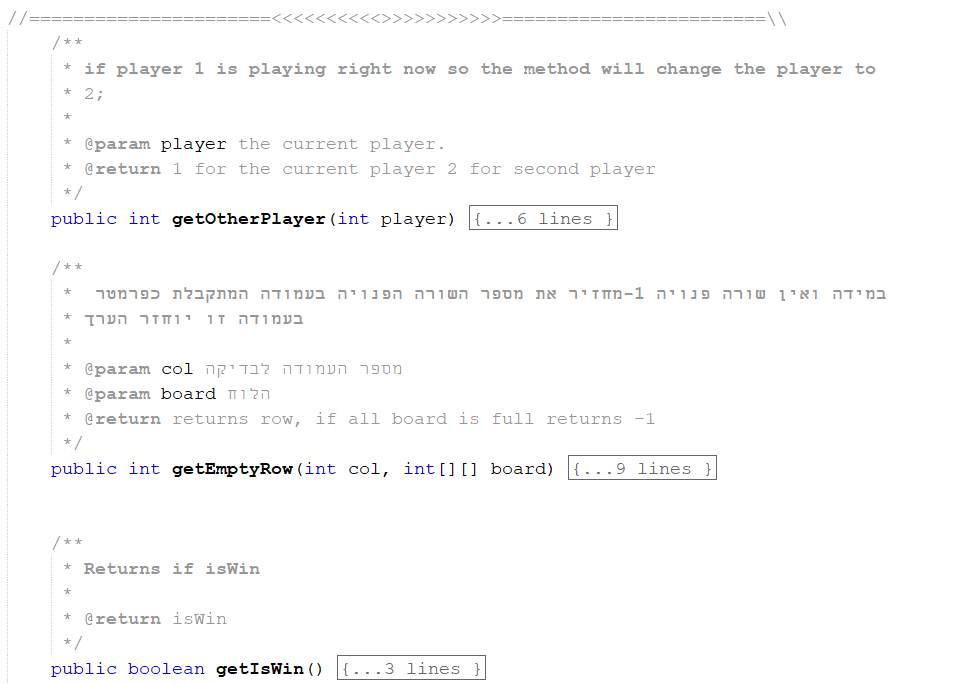 //======================<<<<<<<<<<>>>>>>>>>>>========================\\
/**
* if player 1 is playing right now so the method will change the player to
* 2;
*
* @param player the current player.
* @return 1 for the current player 2 for second player
*/
public int getOtherPlayer(int player) {...6 lines }
/**
* במידה ואין שורה פנויה 1-מחזיר את מספר השורה הפנויה בעמודה המתקבלת כפרמטר
* בעמודה זו יוחזר הערך
*
* @param col מספר העמודה לבדיקה
* @param board הלוח
* @return returns row, if all board is full returns -1
*/
public int getEmptyRow(int col, int[][] board) {...9 lines }
/**
* Returns if isWin
*
* @return isWin
*/
public boolean getIsWin() {...3 lines }